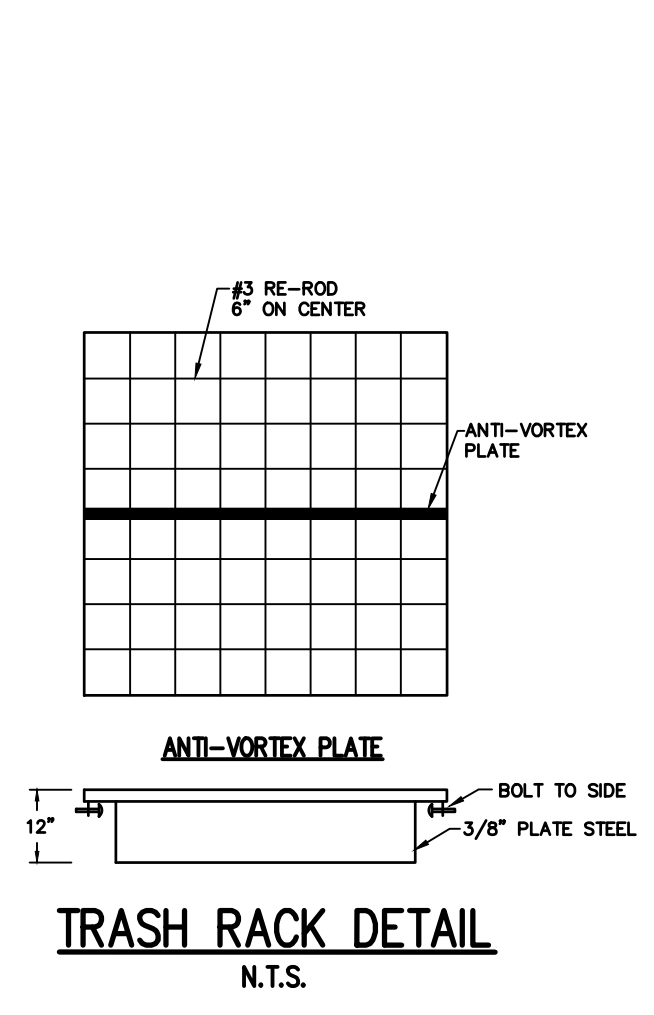 #3 RE-ROD
6" ON CENTER
ANTI-VORTEX
PLATE
ANTI-VORTEX PLATE
BOLT TO SIDE
12"
3/8" PLATE STEEL
TRASH RACK DETAIL
N.T.S.